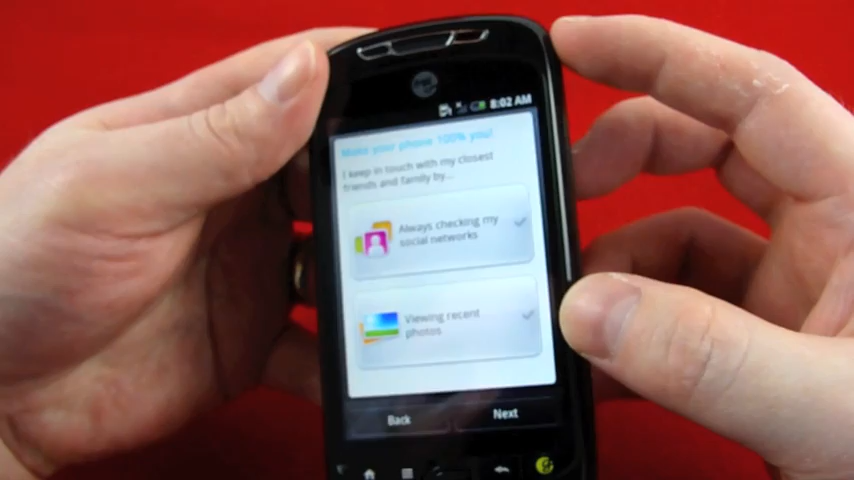 8:02 AM
Make your phone 100% you!
I keep in touch with my closest
friends and family by...
Always checking my
social networks
Viewing recent
photos
Back
Next